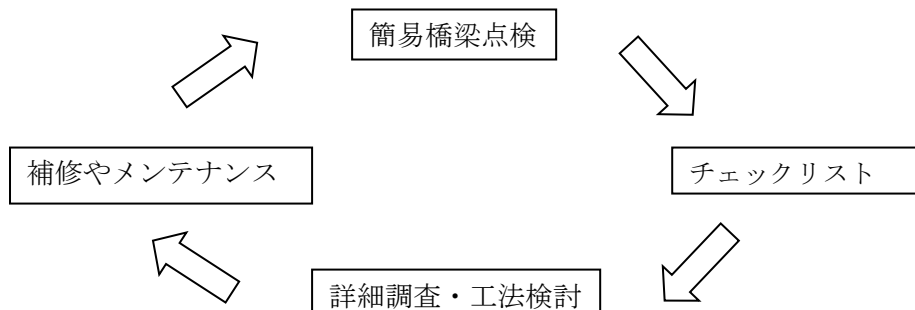 簡易橋梁点検
補修やメンテナンス
チェックリスト
詳細調査・工法検討